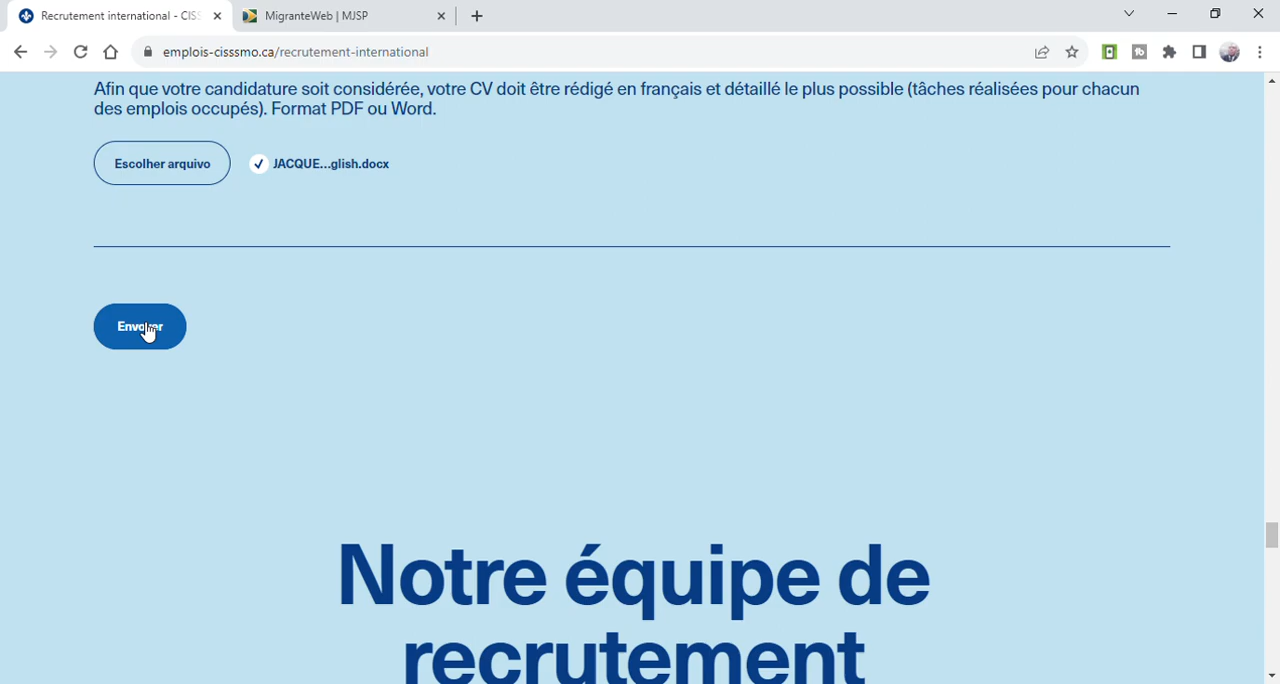 Recrutement international - CISS
MigranteWeb | MJSP
emplois-cisssmo.ca/recrutement-international
Afin que votre candidature soit considérée, votre CV doit être rédigé en français et détaillé le plus possible (tâches réalisées pour chacun
des emplois occupés). Format PDF ou Word.
Escolher arquivo
JACQUE...glish.docx
Envoyer
Notre équipe de
recrutement